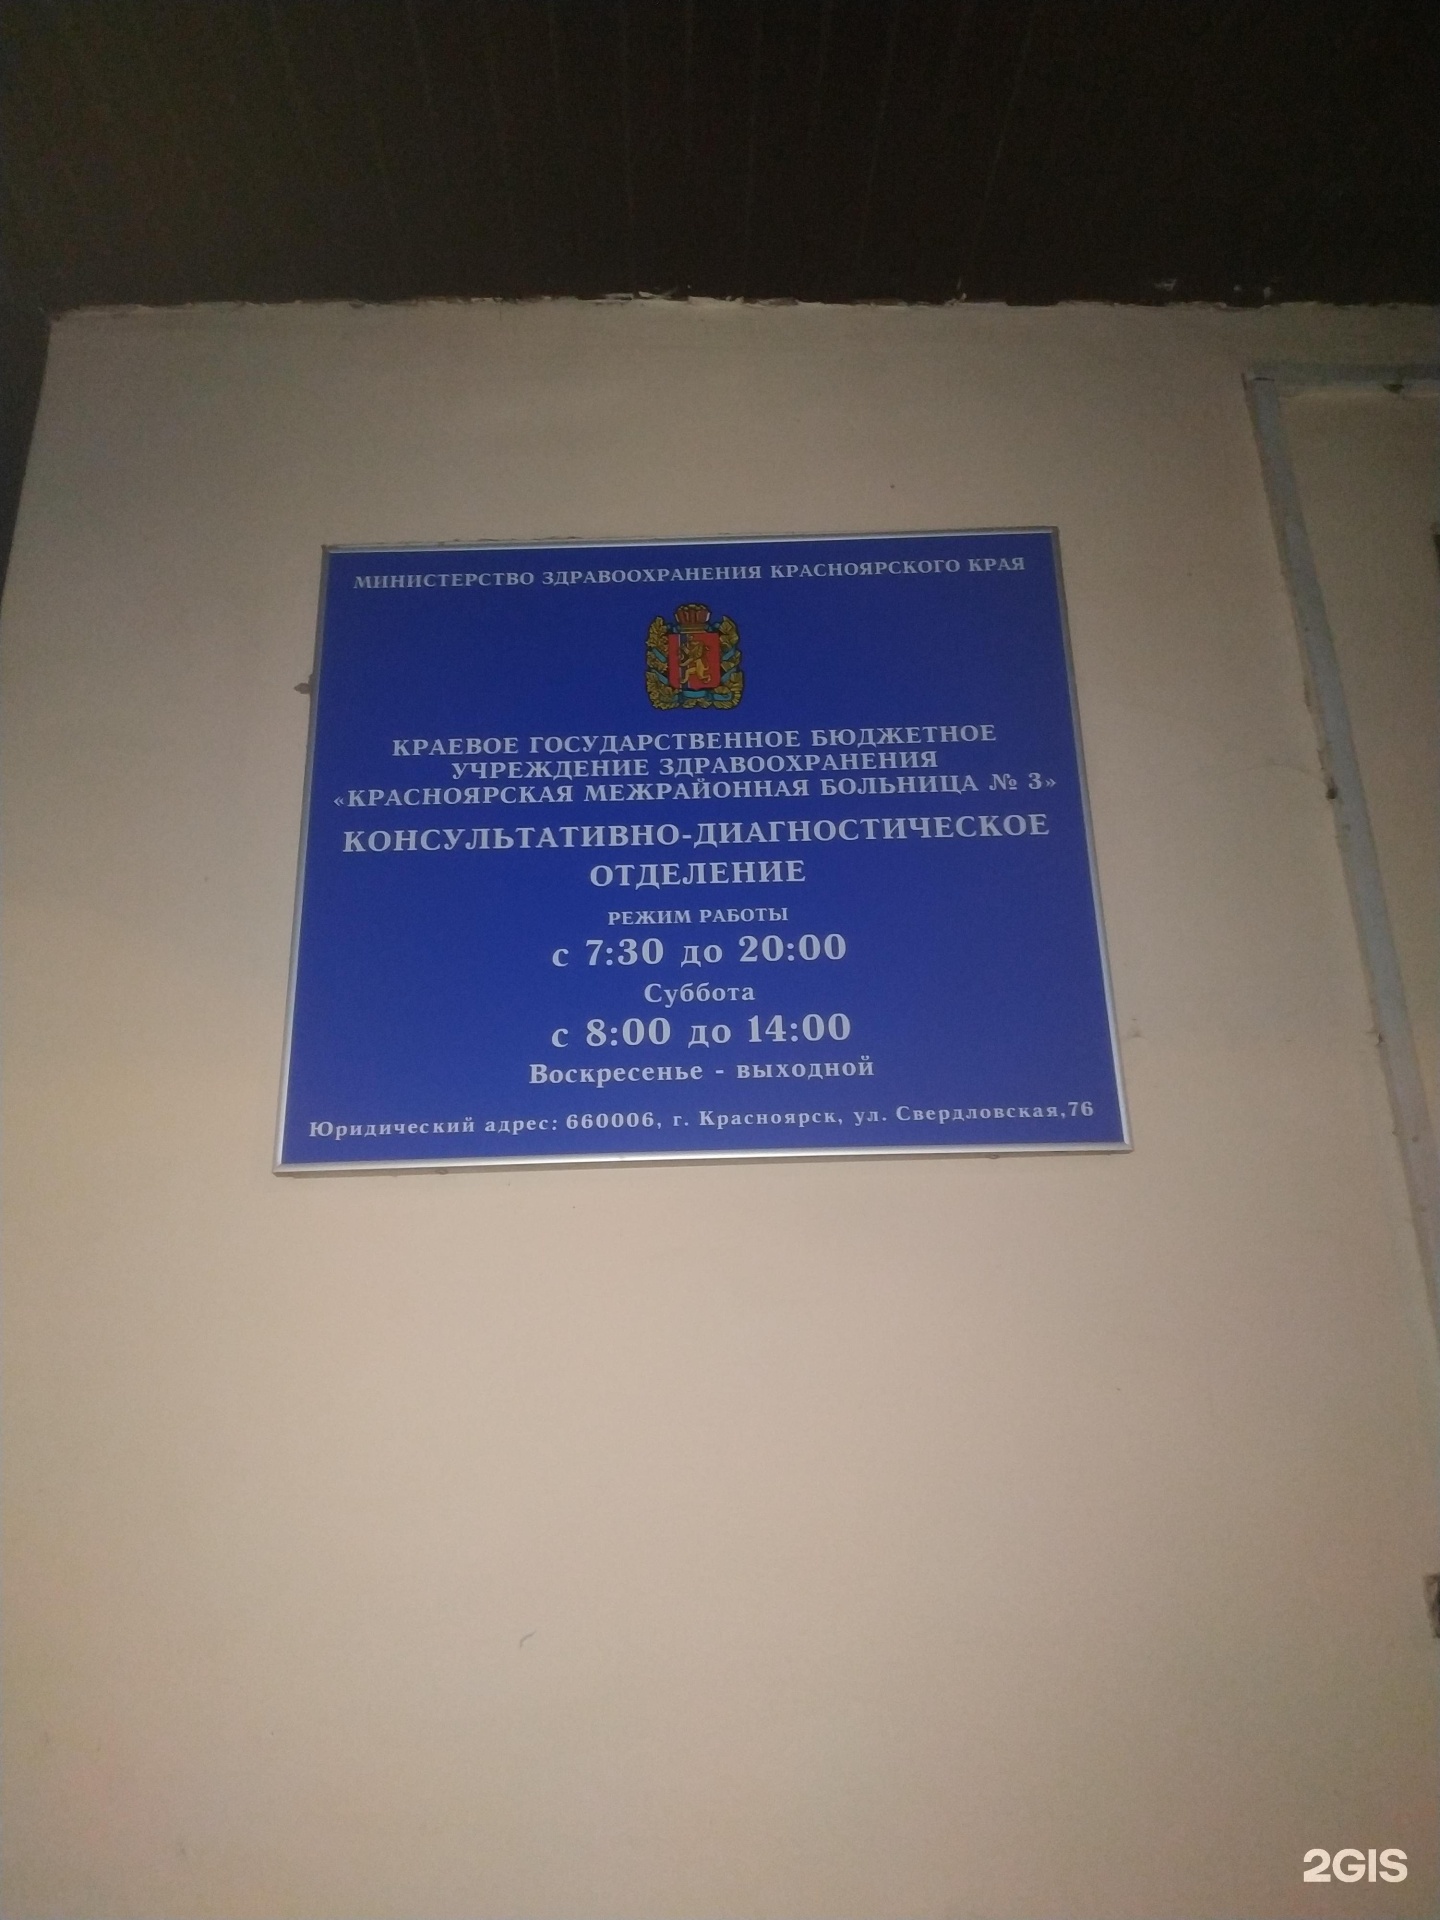 МИНИСТЕРСТВО ЗДРАВООХРАНЕНИЯ КРАСНОЯРСКОГО КРАЯ
КРАЕВОЕ ГОСУДАРСТВЕННОЕ БЮДЖЕТНОЕ
УЧРЕЖДЕНИЕ ЗДРАВООХРАНЕНИЯ
«КРАСНОЯРСКАЯ МЕЖРАЙОННАЯ БОЛЬНИЦА № 3»
КОНСУЛЬТАТИВНО-ДИАГНОСТИЧЕСКОЕ
ОТДЕЛЕНИЕ
РЕЖИМ РАБОТЫ
с 7:30 до 20:00
Суббота
с 8:00 до 14:00
Воскресенье - выходной
Юридический адрес: 660006, г. Красноярск, ул. Свердловская,76
2GIS